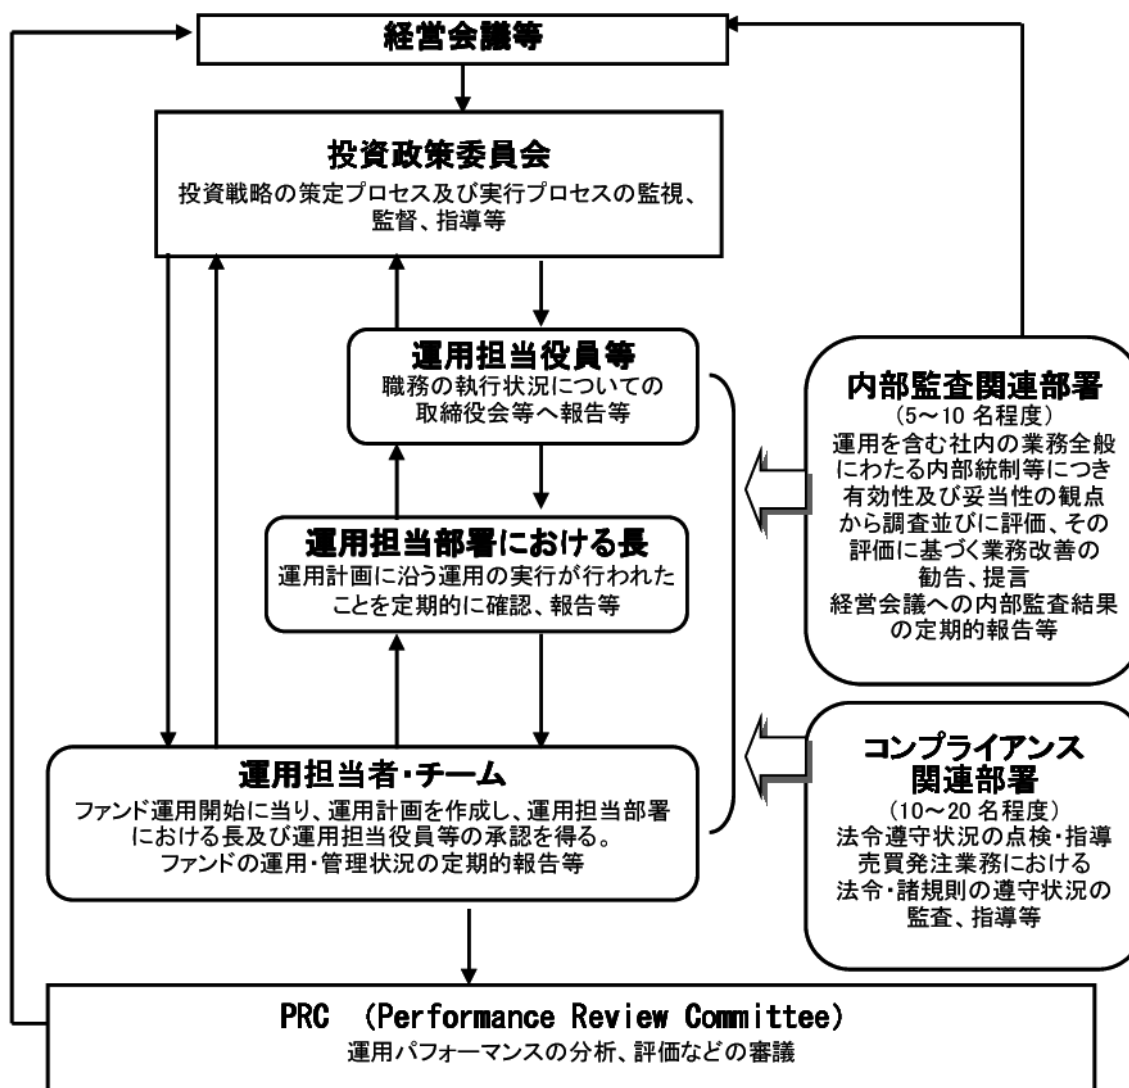 経営会議等
投資政策委員会
投資戦略の策定プロセス及び実行プロセスの監視、
監督、指導等
運用担当役員等
職務の執行状況についての
取締役会等へ報告等
運用担当部署における長
運用計画に沿う運用の実行が行われた
ことを定期的に確認、報告等
運用担当者・チーム
ファンド運用開始に当り、運用計画を作成し、運用担当部署
における長及び運用担当役員等の承認を得る。
ファンドの運用・管理状況の定期的報告等
内部監査関連部署
(5～10 名程度)
運用を含む社内の業務全般
にわたる内部統制等につき
有効性及び妥当性の観点
から調査並びに評価、その
評価に基づく業務改善の
勧告、提言
経営会議への内部監査結果
の定期的報告等
コンプライアンス
関連部署
(10～20 名程度)
法令遵守状況の点検・指導
売買発注業務における
法令・諸規則の遵守状況の
監査、指導等
PRC (Performance Review Committee)
運用パフォーマンスの分析、評価などの審議